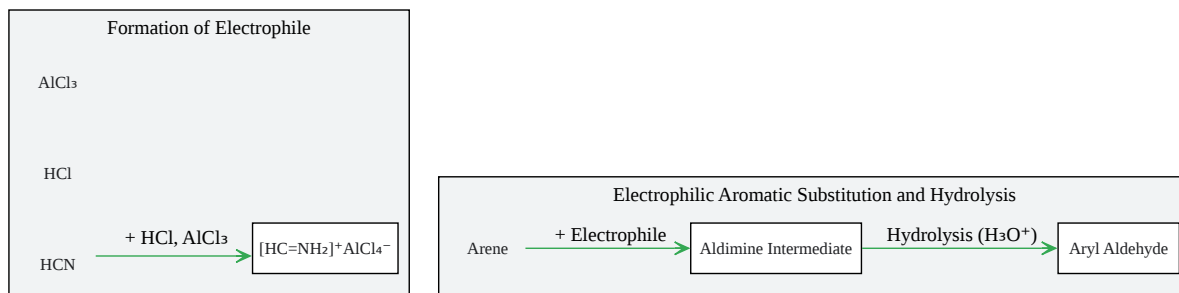 Formation of Electrophile
AlCl₃
HCl
HCN
+ HCl, AlCl₃
[HC=NH₂]⁺AlCl₄⁻
Electrophilic Aromatic Substitution and Hydrolysis
Arene
+ Electrophile
Aldimine Intermediate
Hydrolysis (H₃O⁺)
Aryl Aldehyde